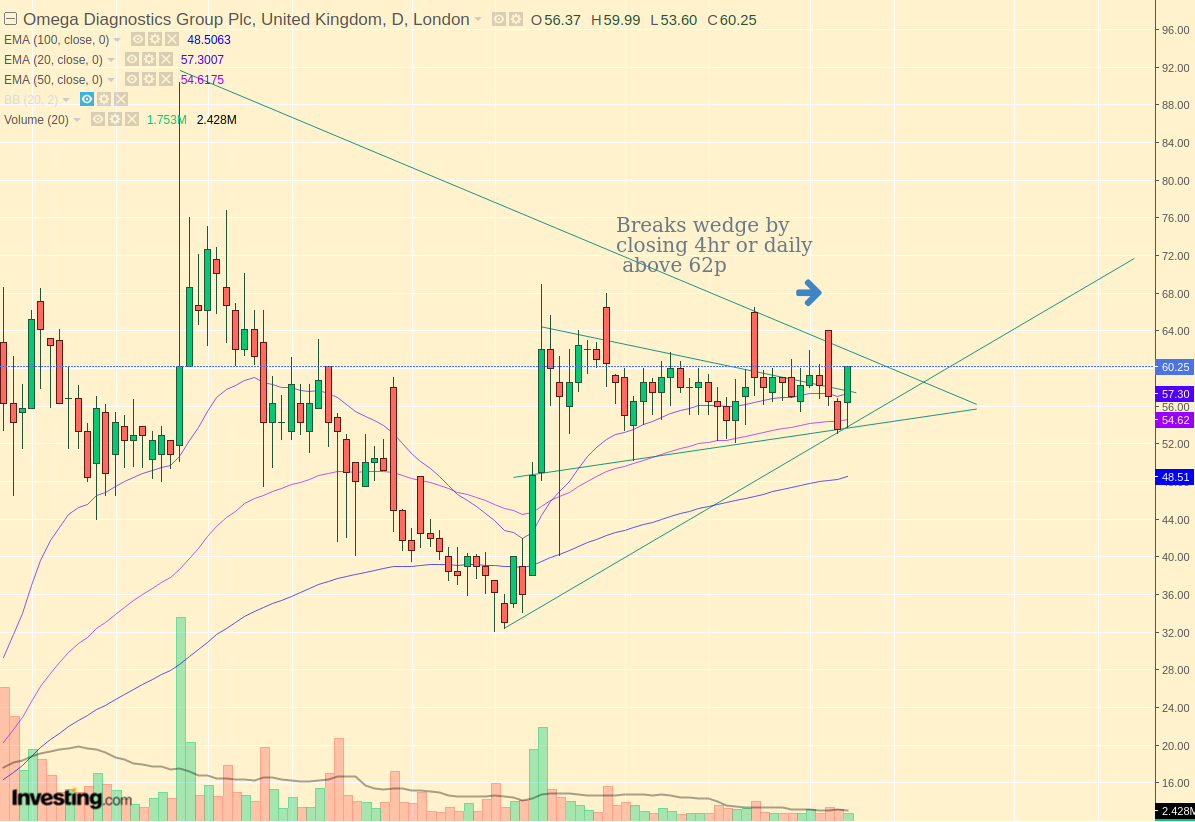 Omega Diagnostics Group Plc, United Kingdom, D, London O56.37 H59.99 L53.60 C60.25
EMA (100, close, 0) 48.5063
EMA (20, close, 0) 57.3007
EMA (50, close, 0) 54.6175
BB (20, 2)
Volume (20) 1.753M 2.428M
Breaks wedge by
closing 4hr or daily
above 62p
96.00
92.00
88.00
84.00
80.00
76.00
72.00
68.00
64.00
60.25
57.30
56.00
54.62
52.00
48.51
44.00
40.00
36.00
32.00
28.00
24.00
20.00
16.00
2.428M
Investing.com